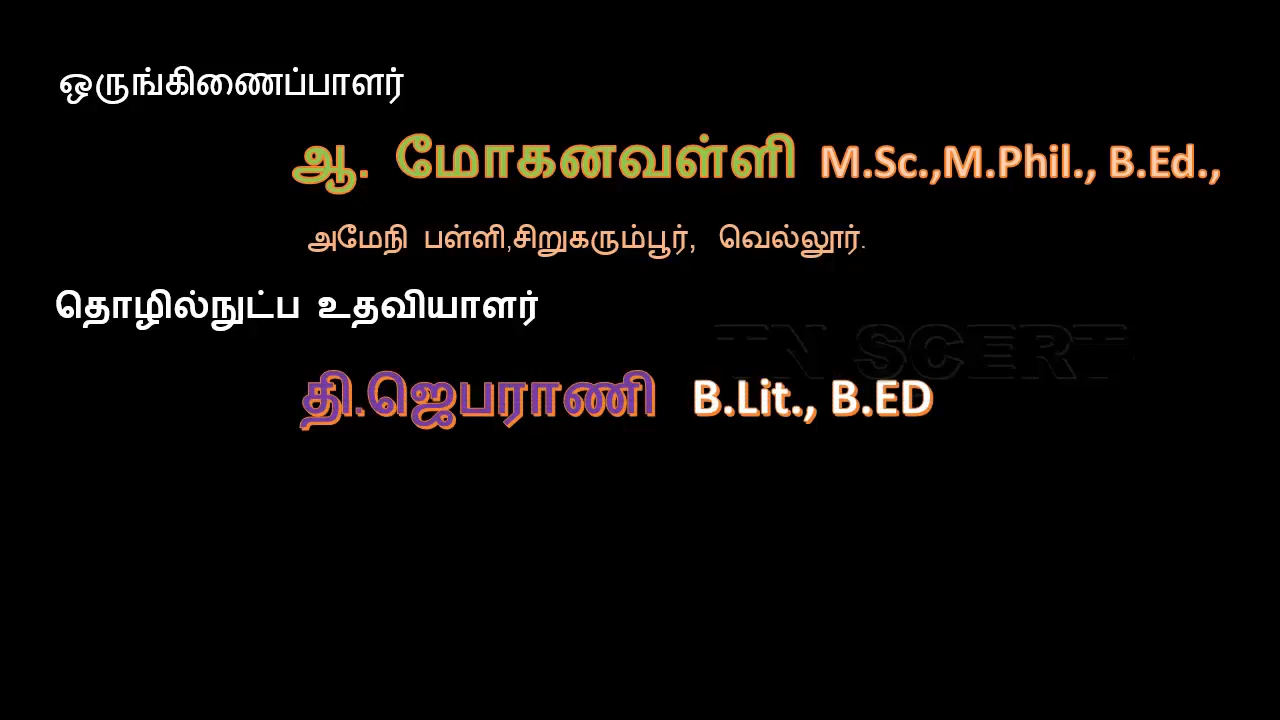 ஒருங்கிணைப்பாளர்
ஆ. மோகனவள்ளி M.Sc.,M.Phil., B.Ed.,
அமேநி பள்ளி,சிறுகரும்பூர், வெல்லூர்.
தொழில்நுட்ப உதவியாளர்
TN SCERT
தி.ஜெபராணி B.Lit., B.ED